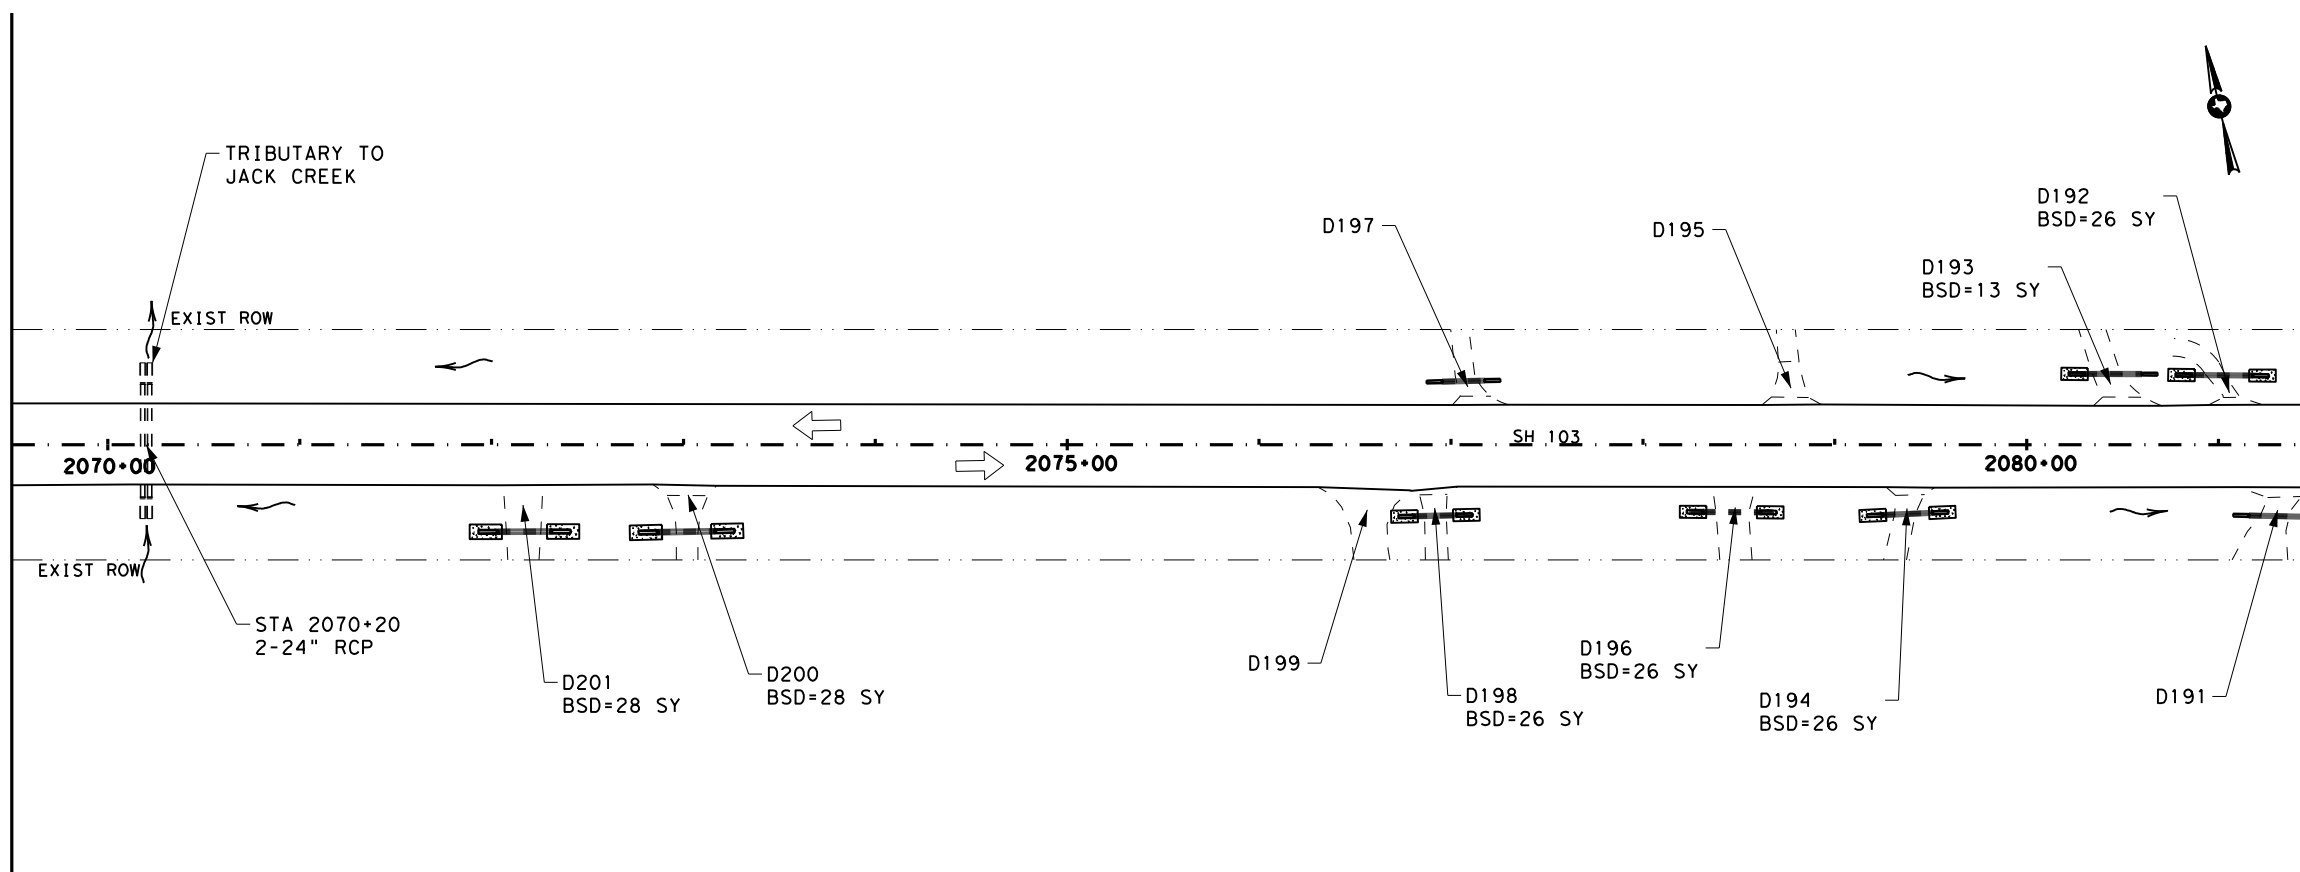 TRIBUTARY TO
JACK CREEK
D197
D195
D192
BSD=26 SY
D193
BSD=13 SY
EXIST ROW
SH 103
2070+00
2075+00
2080+00
EXIST ROW
STA 2070+20
2-24" RCP
D201
BSD=28 SY
D200
BSD=28 SY
D199
D198
BSD=26 SY
D196
BSD=26 SY
D194
BSD=26 SY
D191